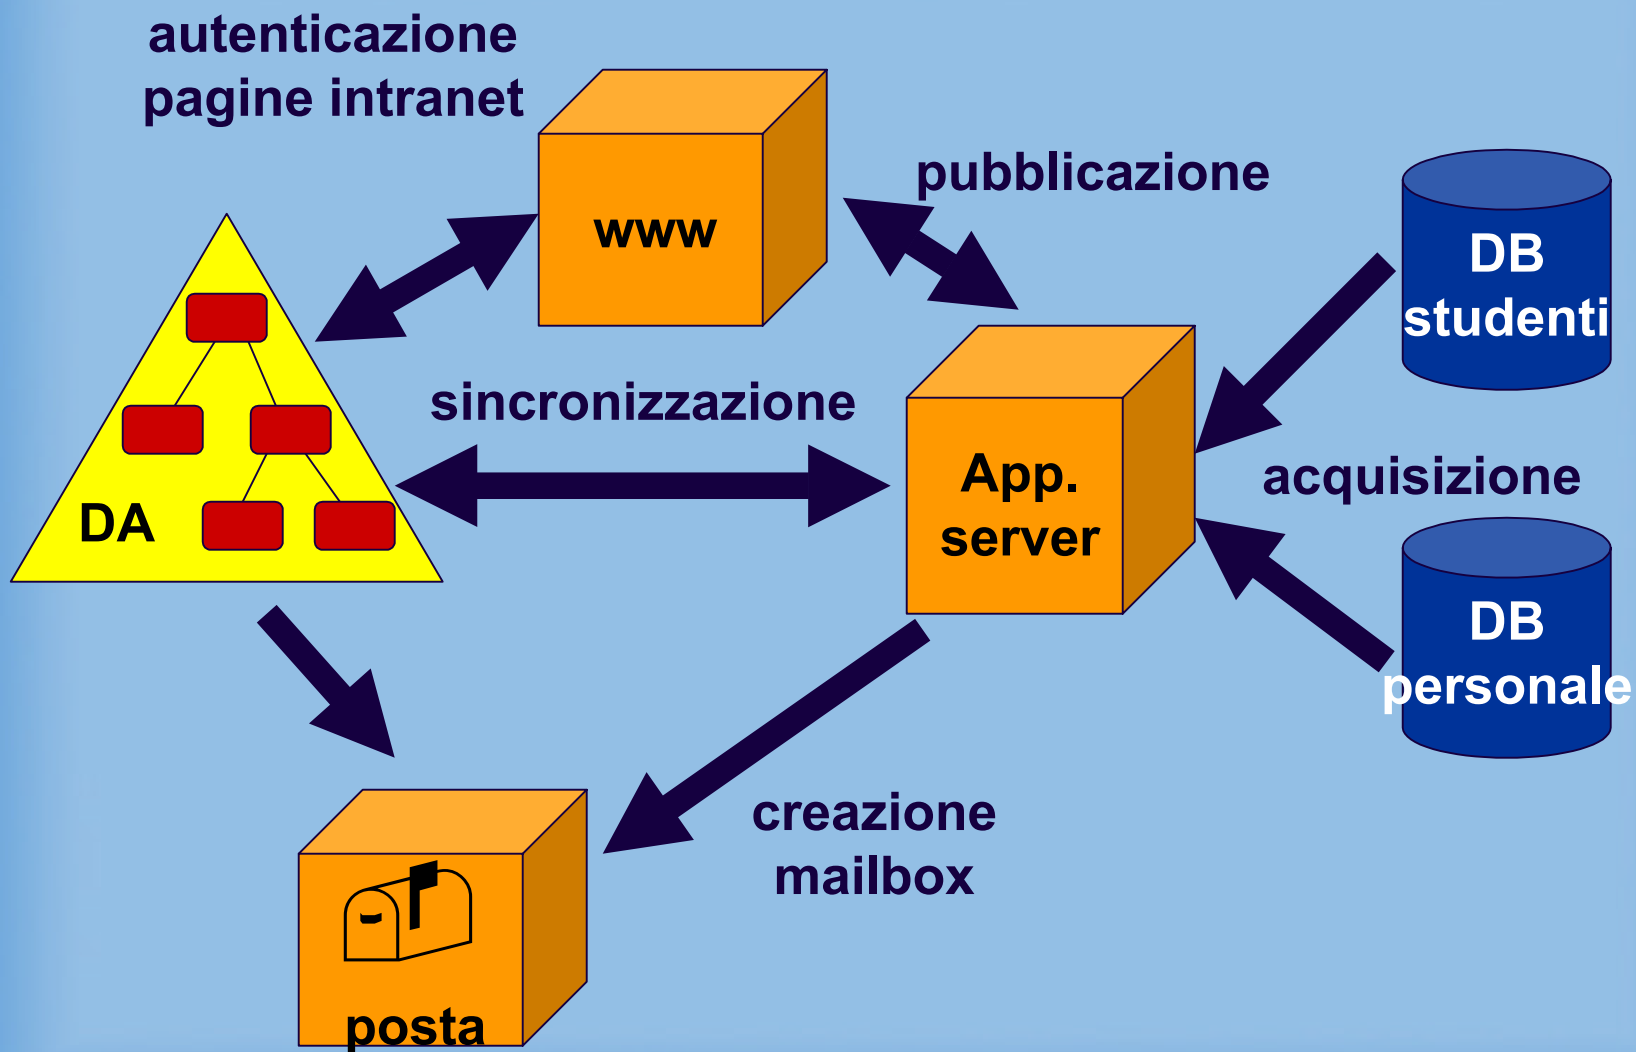 autenticazione
pagine intranet
www
pubblicazione
DB
studenti
sincronizzazione
App.
server
acquisizione
DA
DB
personale
creazione
mailbox
posta